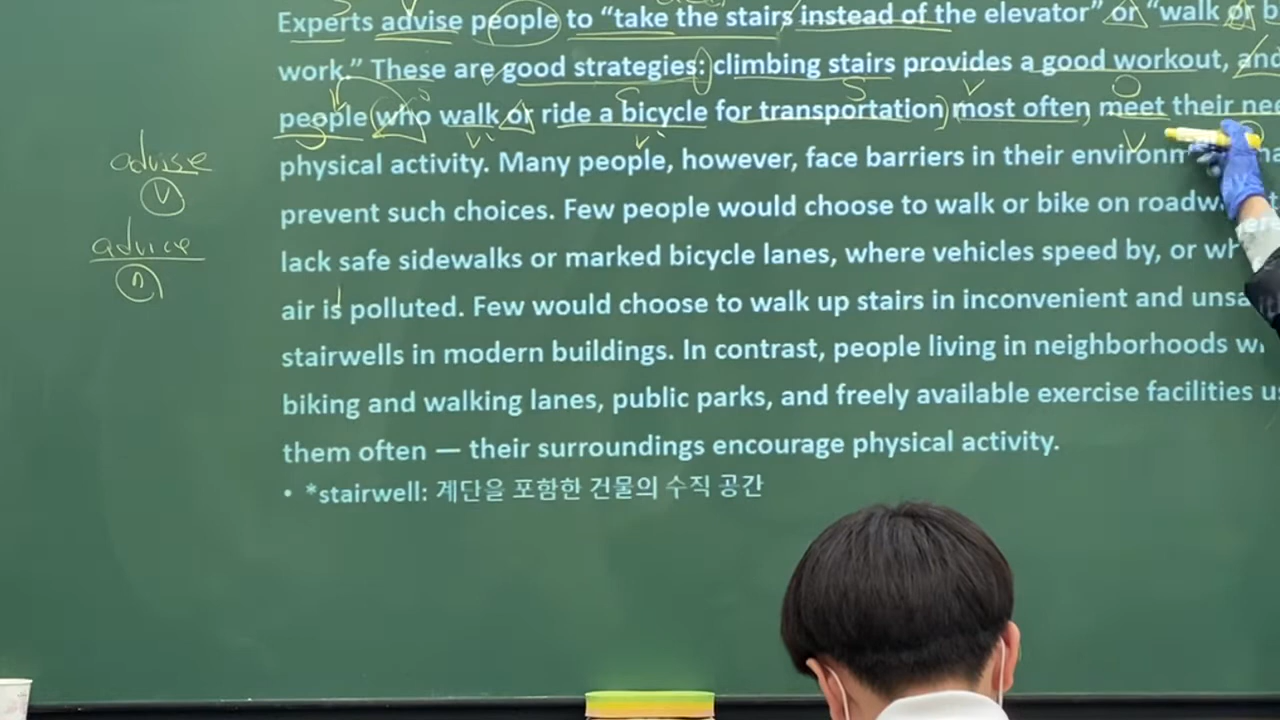 Experts advise people to “take the stairs instead of the elevator” or “walk or b
work.” These are good strategies: climbing stairs provides a good workout, and
people who walk or ride a bicycle for transportation most often meet their nee
physical activity. Many people, however, face barriers in their environm
prevent such choices. Few people would choose to walk or bike on roadw
lack safe sidewalks or marked bicycle lanes, where vehicles speed by, or wh
air is polluted. Few would choose to walk up stairs in inconvenient and unsa
stairwells in modern buildings. In contrast, people living in neighborhoods w
biking and walking lanes, public parks, and freely available exercise facilities u
them often — their surroundings encourage physical activity.
• *stairwell: 계단을 포함한 건물의 수직 공간
advise
v
advice
n